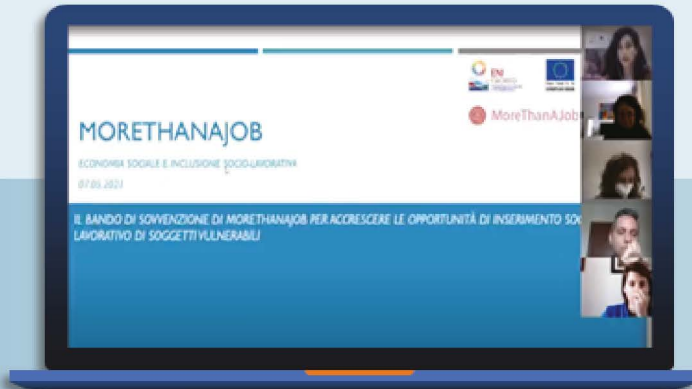 MORETHANAJOB
ECONOMIA SOCIALE E INCLUSIONE SOCIO-LAVORATIVA
07.05.2021
IL BANDO DI SOVVENZIONE DI MORETHANAJOB PER ACCRESCERE LE OPPORTUNITÀ DI INSERIMENTO
LAVORATIVO DI SOGGETTI VULNERABILI
ENI
MoreThanAJob